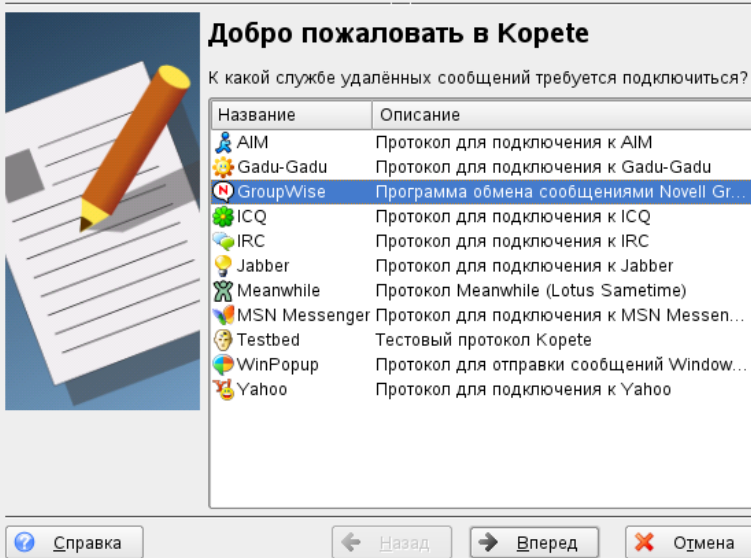 Добро пожаловать в Kopete
К какой службе удалённых сообщений требуется подключиться?
Название Описание
AIM Протокол для подключения к AIM
Gadu-Gadu Протокол для подключения к Gadu-Gadu
GroupWise Программа обмена сообщениями Novell Gr...
ICQ Протокол для подключения к ICQ
IRC Протокол для подключения к IRC
Jabber Протокол для подключения к Jabber
Meanwhile Протокол Meanwhile (Lotus Sametime)
MSN Messenger Протокол для подключения к MSN Messen...
Testbed Тестовый протокол Kopete
WinPopup Протокол для отправки сообщений Window...
Yahoo Протокол для подключения к Yahoo
Справка Назад Вперед Отмена